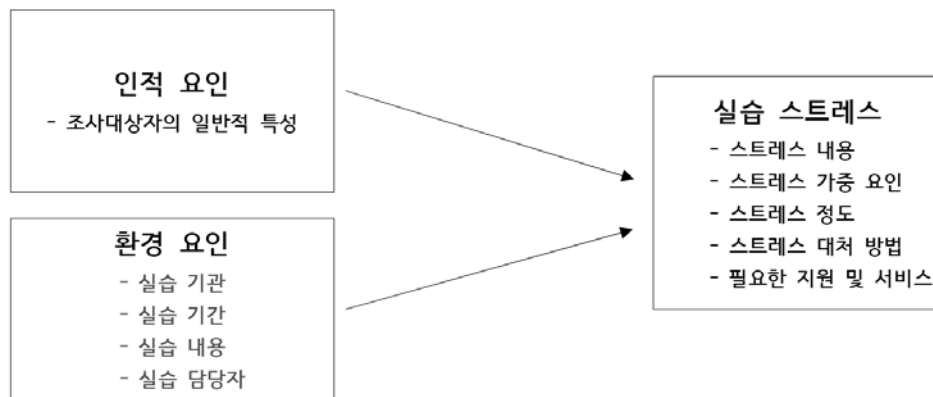 인적 요인
- 조사대상자의 일반적 특성
환경 요인
- 실습 기관
- 실습 기간
- 실습 내용
- 실습 담당자
실습 스트레스
- 스트레스 내용
- 스트레스 가중 요인
- 스트레스 정도
- 스트레스 대처 방법
- 필요한 지원 및 서비스